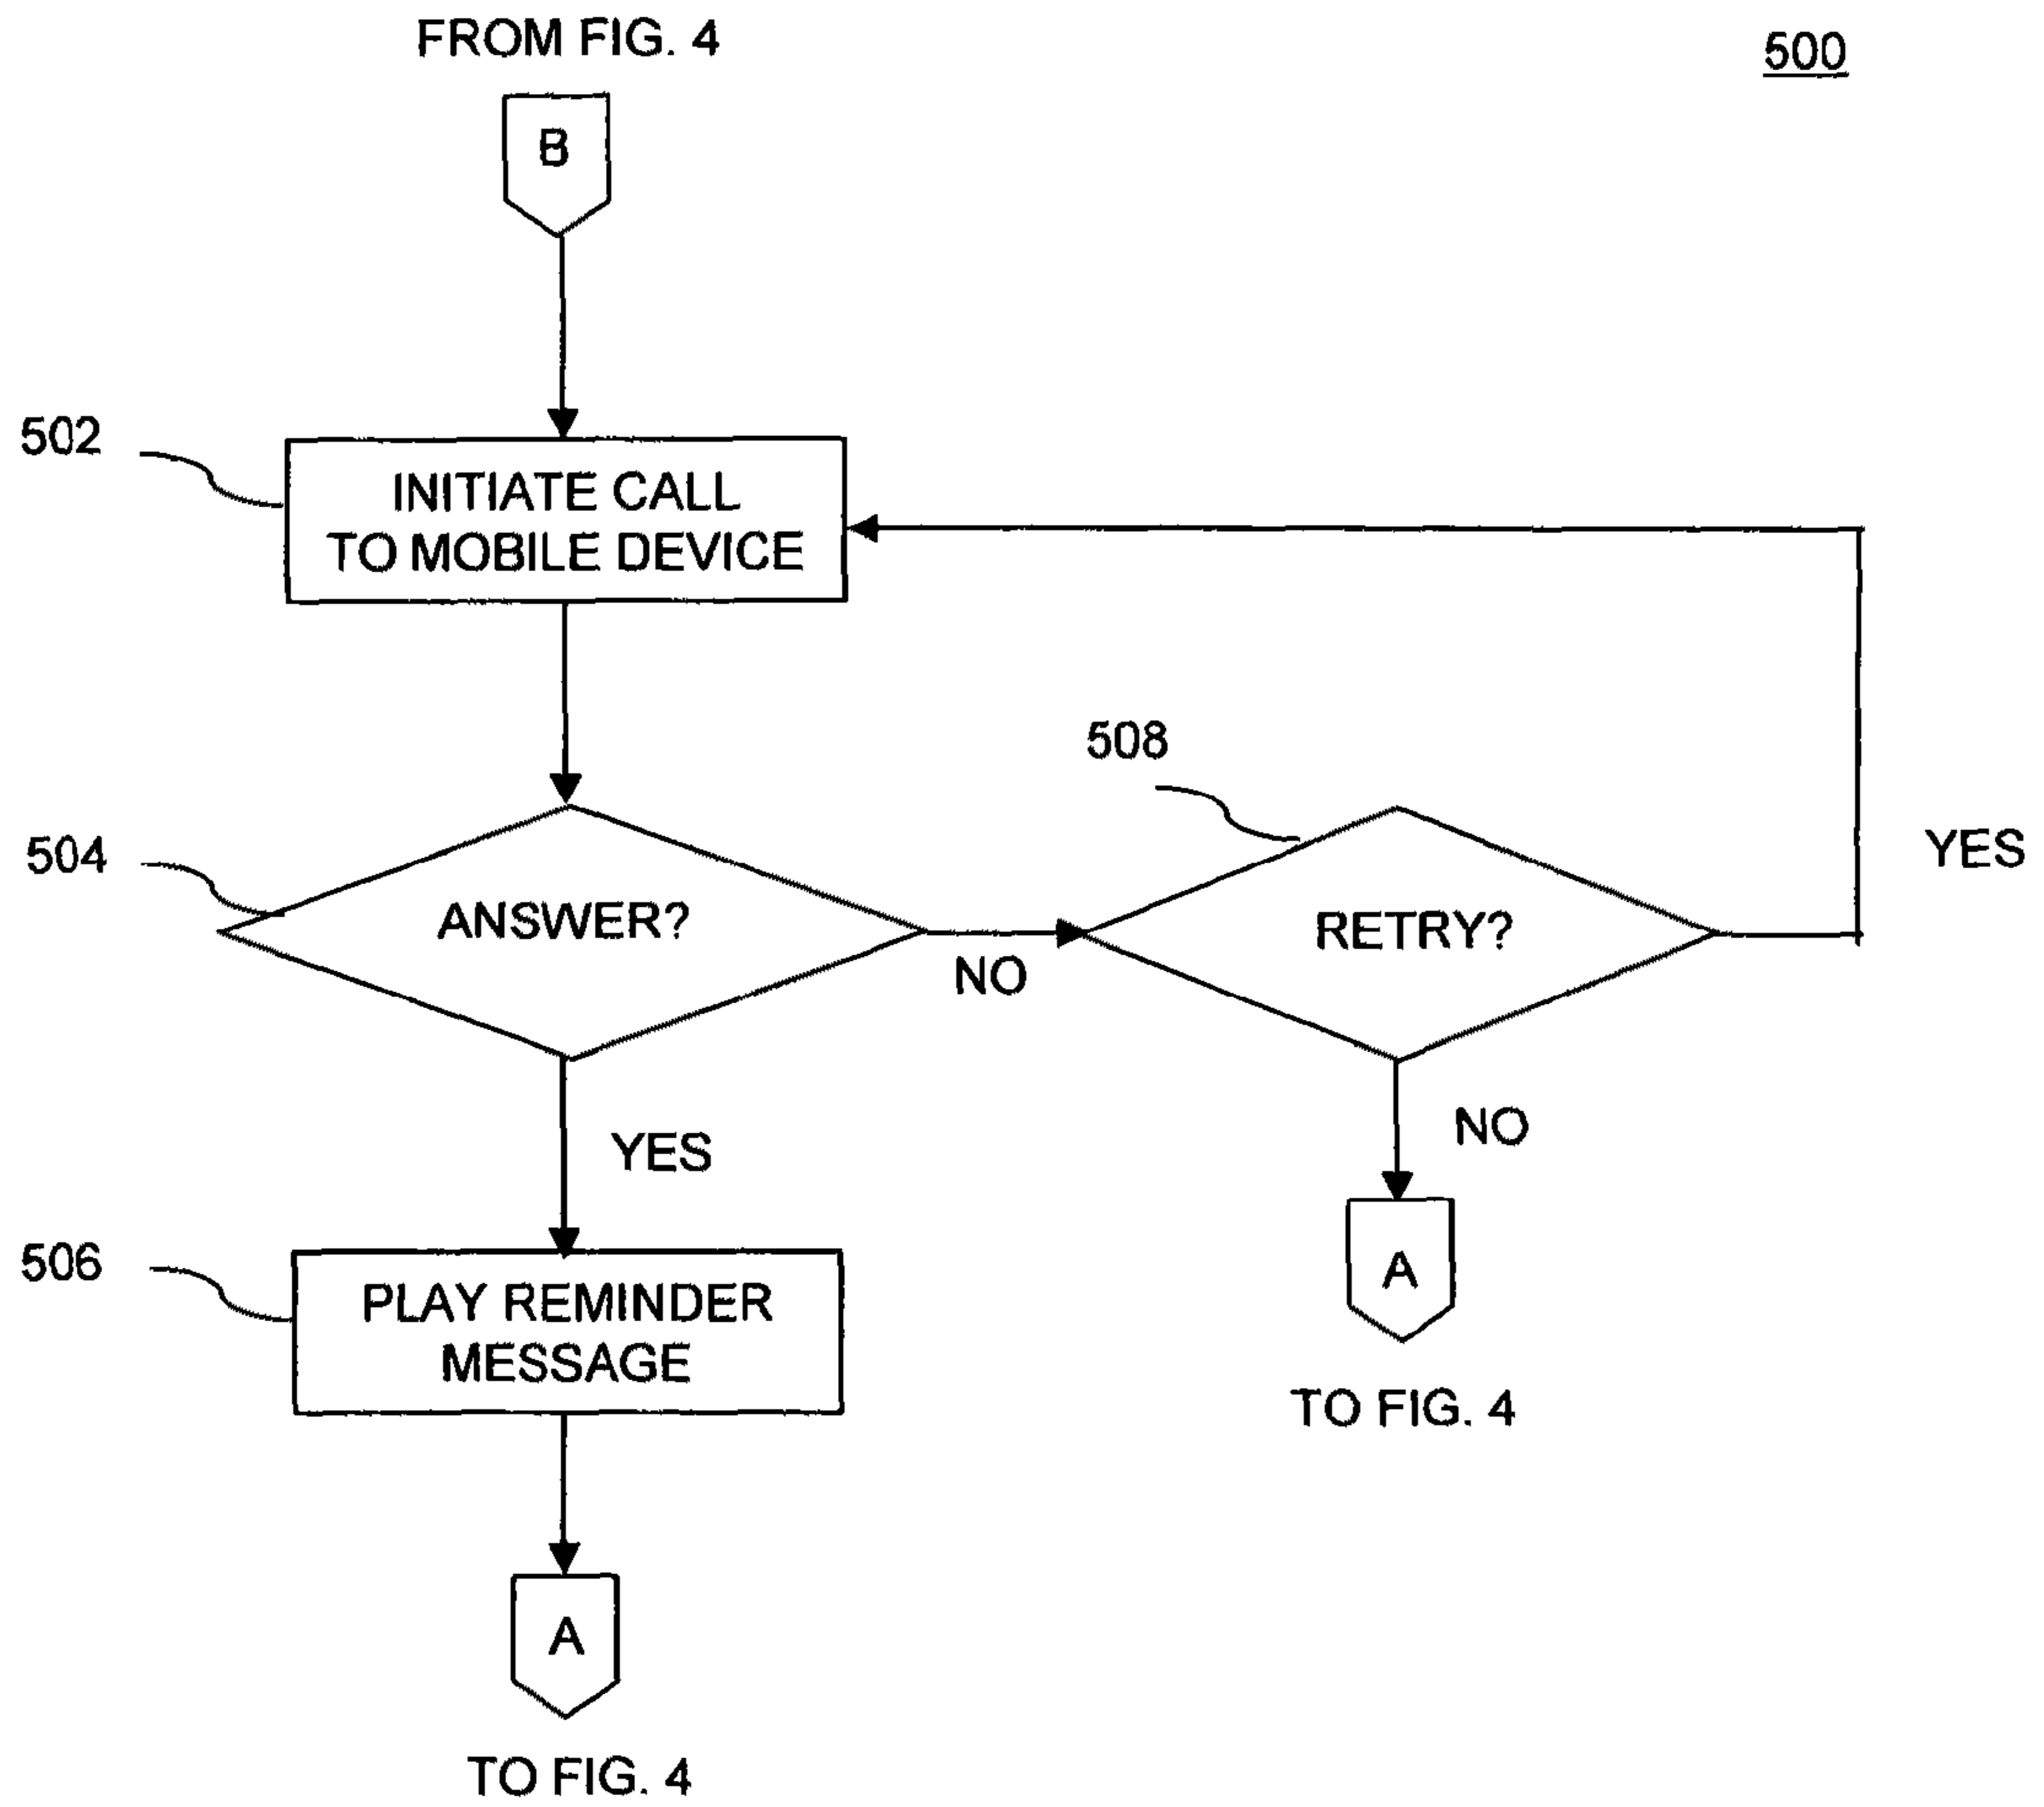 FROM FIG. 4
500
B
502
INITIATE CALL
TO MOBILE DEVICE
508
504
ANSWER?
RETRY?
YES
NO
YES
NO
506
PLAY REMINDER
MESSAGE
A
TO FIG. 4
A
TO FIG. 4